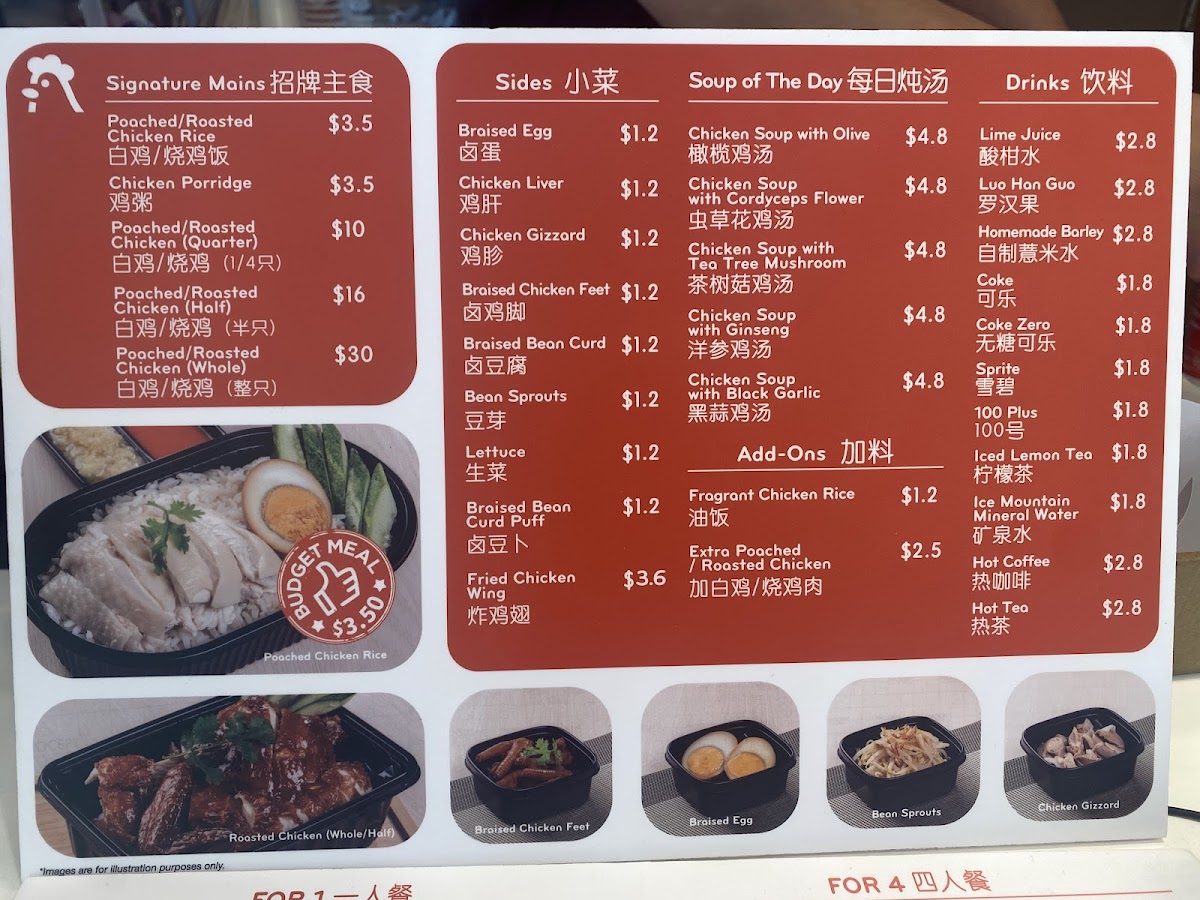 Signature Mains 招牌主食
Poached/Roasted
Chicken Rice
$3.5
白鸡/烧鸡饭
Chicken Porridge
$3.5
鸡粥
Poached/Roasted
Chicken (Quarter)
$10
白鸡/烧鸡 (1/4只)
Poached/Roasted
Chicken (Half)
$16
白鸡/烧鸡 (半只)
Poached/Roasted
Chicken (Whole)
$30
白鸡/烧鸡 (整只)
BUDGET MEAL
$3.50
Poached Chicken Rice
Roasted Chicken (Whole/Half)
*Images are for illustration purposes only.
Sides 小菜
Braised Egg $1.2
卤蛋
Chicken Liver $1.2
鸡肝
Chicken Gizzard $1.2
鸡胗
Braised Chicken Feet $1.2
卤鸡脚
Braised Bean Curd $1.2
卤豆腐
Bean Sprouts $1.2
豆芽
Lettuce $1.2
生菜
Braised Bean $1.2
Curd Puff
卤豆卜
Fried Chicken $3.6
Wing
炸鸡翅
Soup of The Day 每日炖汤
Chicken Soup with Olive $4.8
橄榄鸡汤
Chicken Soup $4.8
with Cordyceps Flower
虫草花鸡汤
Chicken Soup with $4.8
Tea Tree Mushroom
茶树菇鸡汤
Chicken Soup $4.8
with Ginseng
洋参鸡汤
Chicken Soup $4.8
with Black Garlic
黑蒜鸡汤
Add-Ons 加料
Fragrant Chicken Rice $1.2
油饭
Extra Poached $2.5
/ Roasted Chicken
加白鸡/烧鸡肉
Drinks 饮料
Lime Juice $2.8
酸柑水
Luo Han Guo $2.8
罗汉果
Homemade Barley $2.8
自制薏米水
Coke $1.8
可乐
Coke Zero $1.8
无糖可乐
Sprite $1.8
雪碧
100 Plus $1.8
100号
Iced Lemon Tea $1.8
柠檬茶
Ice Mountain $1.8
Mineral Water
矿泉水
Hot Coffee $2.8
热咖啡
Hot Tea $2.8
热茶
Braised Chicken Feet
Braised Egg
Bean Sprouts
Chicken Gizzard
FOR 1 一人餐
FOR 4 四人餐